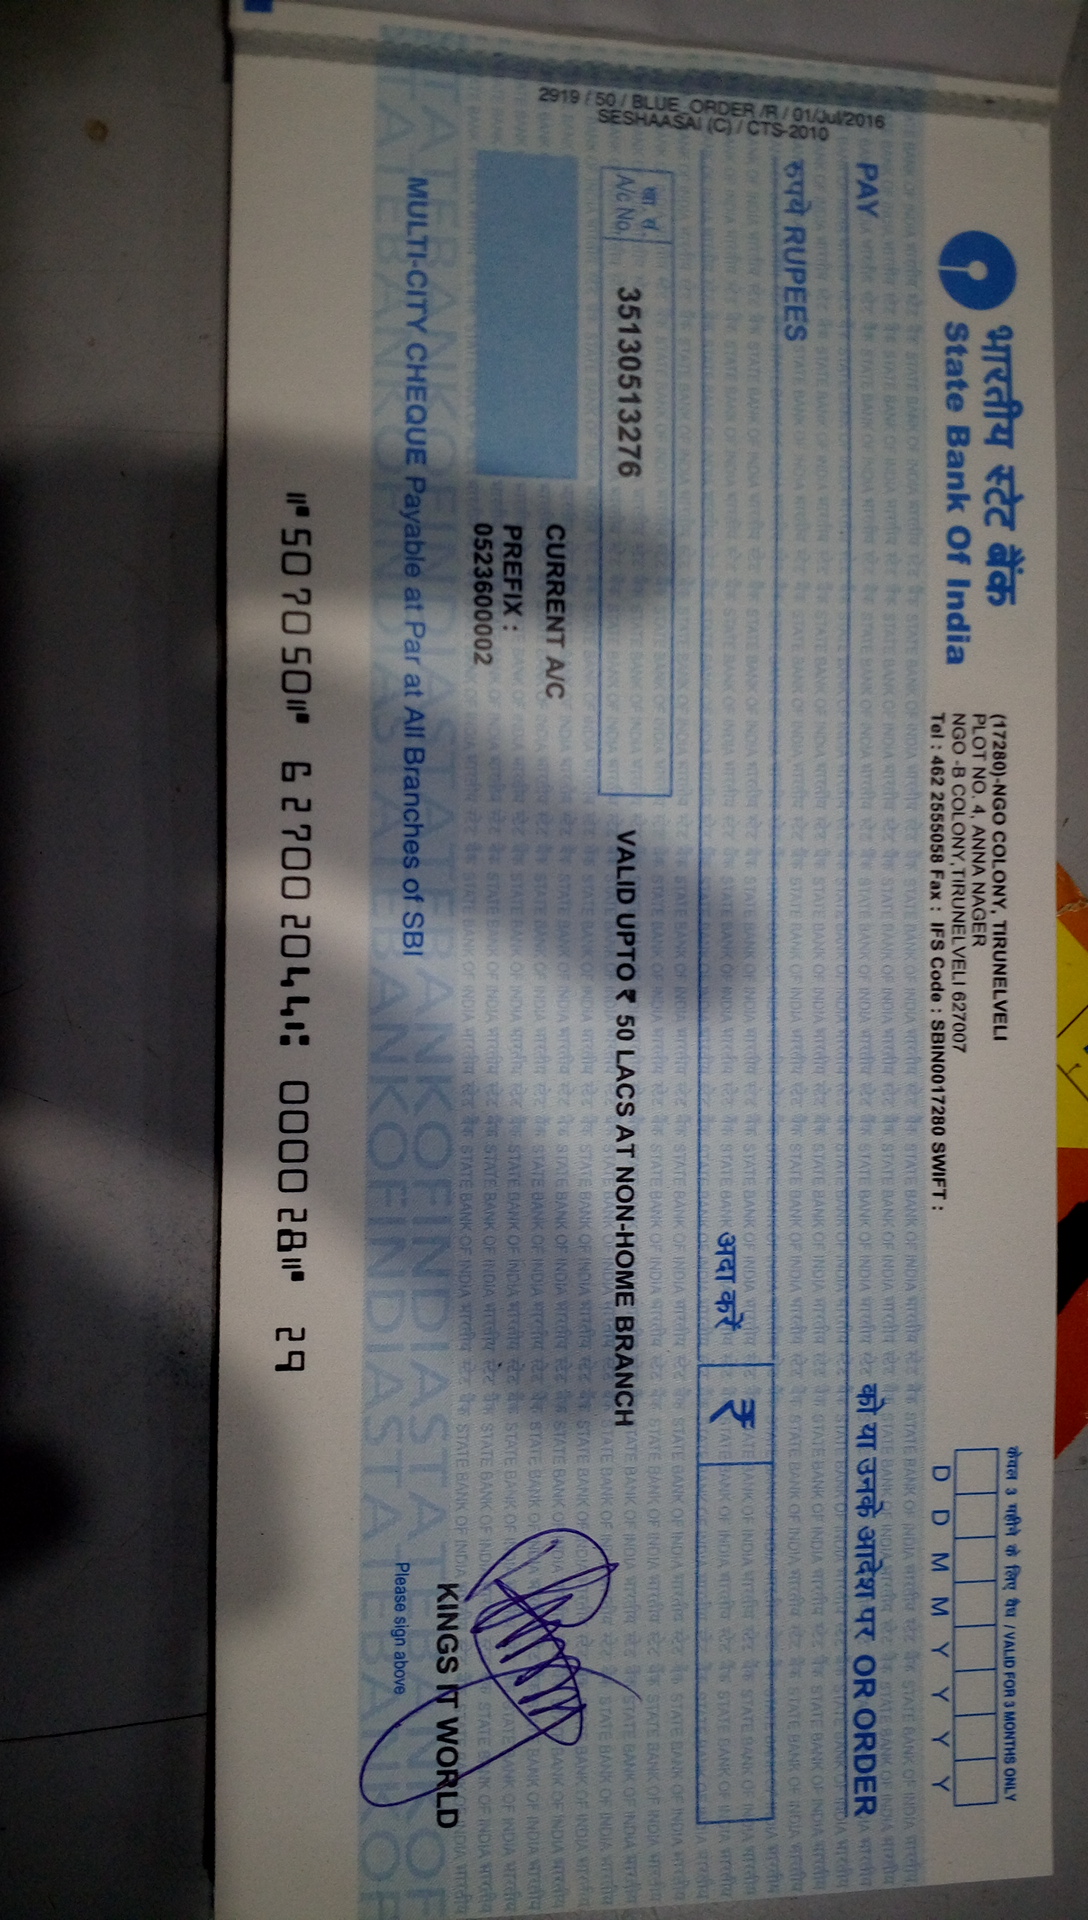 2919 / 50 / BLUE_ORDER /R / 01/Jul/2016
SESHAASAI (C) / CTS-2010
भारतीय स्टेट बैंक
State Bank Of India
(17280)-NGO COLONY, TIRUNELVELI
PLOT NO. 4, ANNA NAGER
NGO -B COLONY,TIRUNELVELI 627007
Tel : 462 2555058 Fax : IFS Code : SBIN0017280 SWIFT :
केवल 3 महीने के लिए वैध / VALID FOR 3 MONTHS ONLY
D D M M Y Y Y Y
PAY
को या उनके आदेश पर OR ORDER
रुपये RUPEES
अदा करें
₹
खा. सं.
A/c No.
35130513276
VALID UPTO ₹ 50 LACS AT NON-HOME BRANCH
CURRENT A/C
PREFIX :
0523600002
KINGS IT WORLD
Please sign above
MULTI-CITY CHEQUE Payable at Par at All Branches of SBI
⑈507050⑈ 627002044⑆ 000028⑈ 29